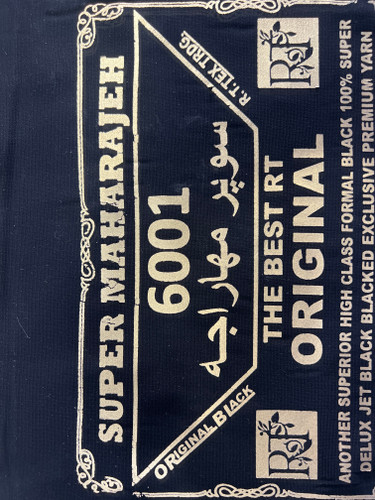 SUPER MAHARAJEH
ORIGINAL BLACK
6001
R.T.TEX TRDG.
سوپر مهاراجه
THE BEST RT
RT
ORIGINAL
RT
ANOTHER SUPERIOR HIGH CLASS FORMAL BLACK 100% SUPER
DELUX JET BLACK BLACKED EXCLUSIVE PREMIUM YARN